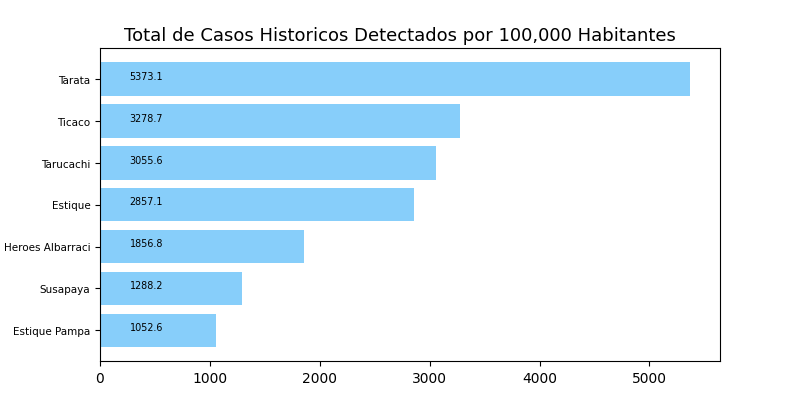 Total de Casos Historicos Detectados por 100,000 Habitantes
Tarata 5373.1
Ticaco 3278.7
Tarucachi 3055.6
Estique 2857.1
Heroes Albarraci 1856.8
Susapaya 1288.2
Estique Pampa 1052.6
0 1000 2000 3000 4000 5000